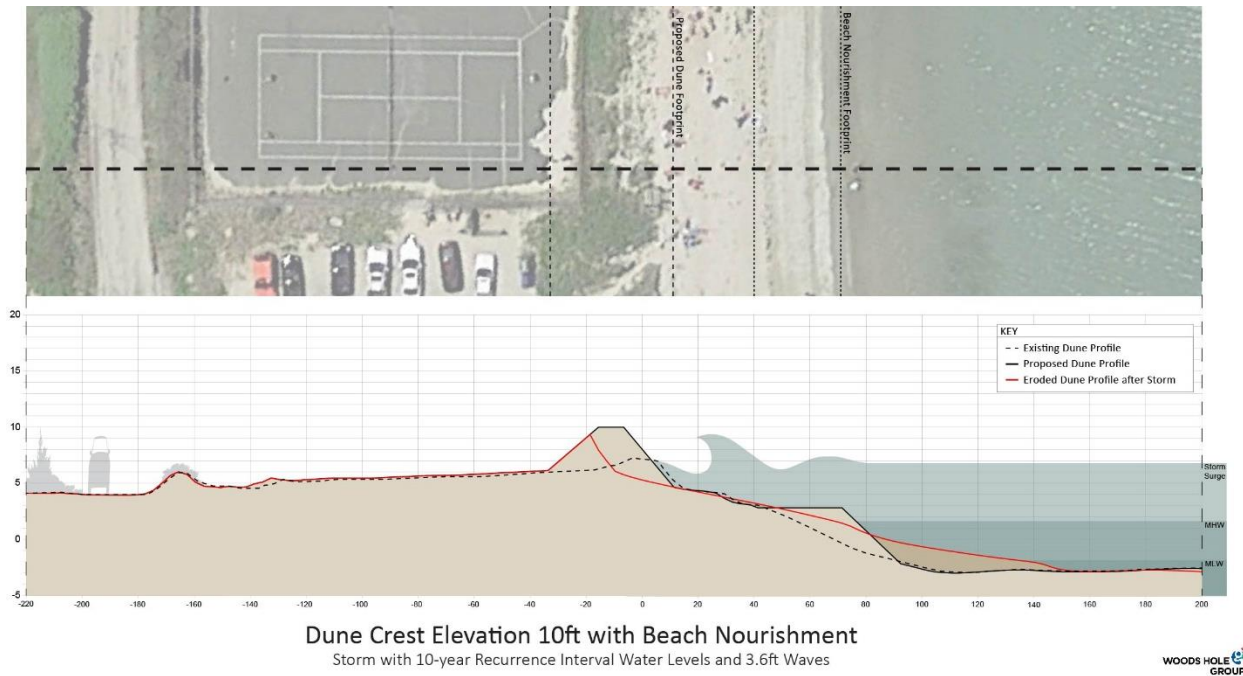 Proposed Dune Footprint
Beach Nourishment Footprint
20
15
10
5
0
-5
KEY
Existing Dune Profile
Proposed Dune Profile
Eroded Dune Profile after Storm
Storm
Surge
MHW
MLW
-220 -200 -180 -160 -140 -120 -100 -80 -60 -40 -20 0 20 40 60 80 100 120 140 160 180 200
Dune Crest Elevation 10ft with Beach Nourishment
Storm with 10-year Recurrence Interval Water Levels and 3.6ft Waves
WOODS HOLE
GROUP